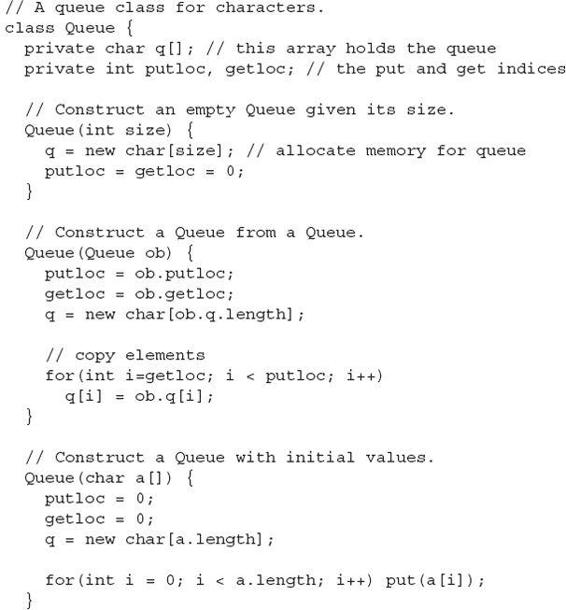 // A queue class for characters.
class Queue {
  private char q[]; // this array holds the queue
  private int putloc, getloc; // the put and get indices

  // Construct an empty Queue given its size.
  Queue(int size) {
    q = new char[size]; // allocate memory for queue
    putloc = getloc = 0;
  }

  // Construct a Queue from a Queue.
  Queue(Queue ob) {
    putloc = ob.putloc;
    getloc = ob.getloc;
    q = new char[ob.q.length];

    // copy elements
    for(int i=getloc; i < putloc; i++)
      q[i] = ob.q[i];
  }

  // Construct a Queue with initial values.
  Queue(char a[]) {
    putloc = 0;
    getloc = 0;
    q = new char[a.length];

    for(int i = 0; i < a.length; i++) put(a[i]);
  }